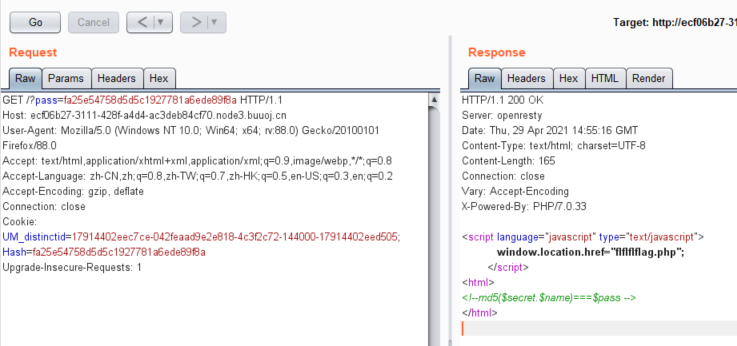 Go
Cancel
<
>
Target: http://ecf06b27-31
Request
Response
Raw
Params
Headers
Hex
Raw
Headers
Hex
HTML
Render
GET /?pass=fa25e54758d5d5c1927781a6ede89f8a HTTP/1.1
Host: ecf06b27-3111-428f-a4d4-ac3deb84cf70.node3.buuoj.cn
User-Agent: Mozilla/5.0 (Windows NT 10.0; Win64; x64; rv:88.0) Gecko/20100101
Firefox/88.0
Accept: text/html,application/xhtml+xml,application/xml;q=0.9,image/webp,*/*;q=0.8
Accept-Language: zh-CN,zh;q=0.8,zh-TW;q=0.7,zh-HK;q=0.5,en-US;q=0.3,en;q=0.2
Accept-Encoding: gzip, deflate
Connection: close
Cookie:
UM_distinctid=17914402eec7ce-042feaad9e2e818-4c3f2c72-144000-17914402eed505;
Hash=fa25e54758d5d5c1927781a6ede89f8a
Upgrade-Insecure-Requests: 1
HTTP/1.1 200 OK
Server: openresty
Date: Thu, 29 Apr 2021 14:55:16 GMT
Content-Type: text/html; charset=UTF-8
Content-Length: 165
Connection: close
Vary: Accept-Encoding
X-Powered-By: PHP/7.0.33
<script language="javascript" type="text/javascript">
window.location.href="flflflflag.php";
</script>
<html>
<!--md5($secret.$name)===$pass -->
</html>